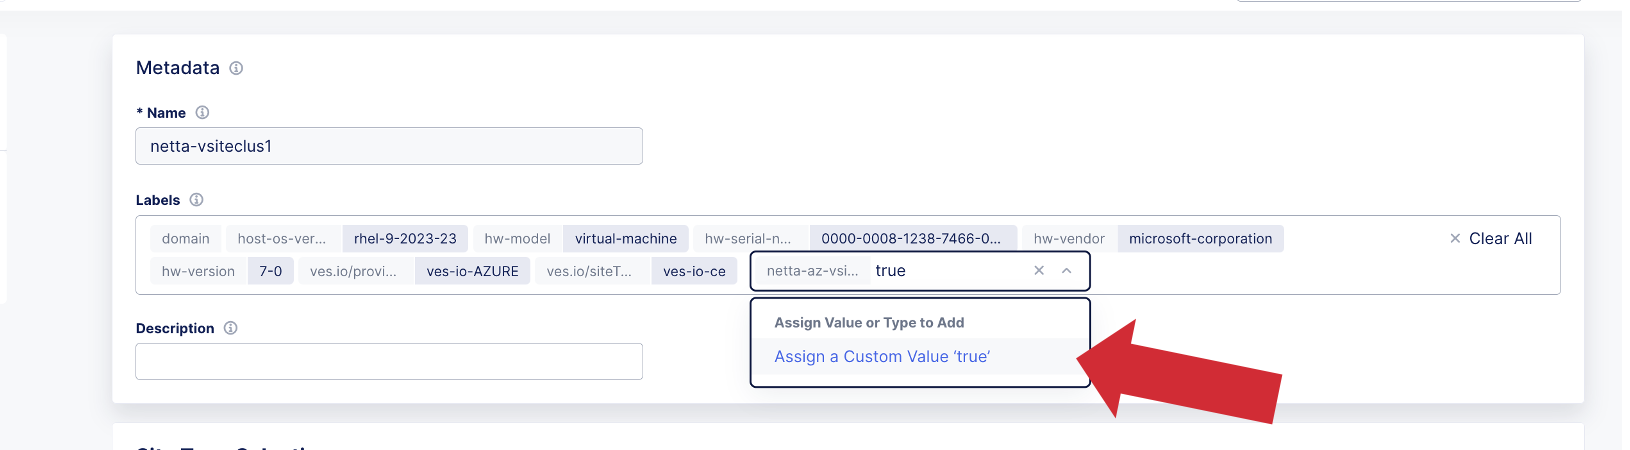 Metadata
* Name
netta-vsiteclus1
Labels
domain host-os-ver... rhel-9-2023-23 hw-model virtual-machine hw-serial-n... 0000-0008-1238-7466-0... hw-vendor microsoft-corporation Clear All
hw-version 7-0 ves.io/provi... ves-io-AZURE ves.io/siteT... ves-io-ce netta-az-vsi... true
Assign Value or Type to Add
Description
Assign a Custom Value ‘true’